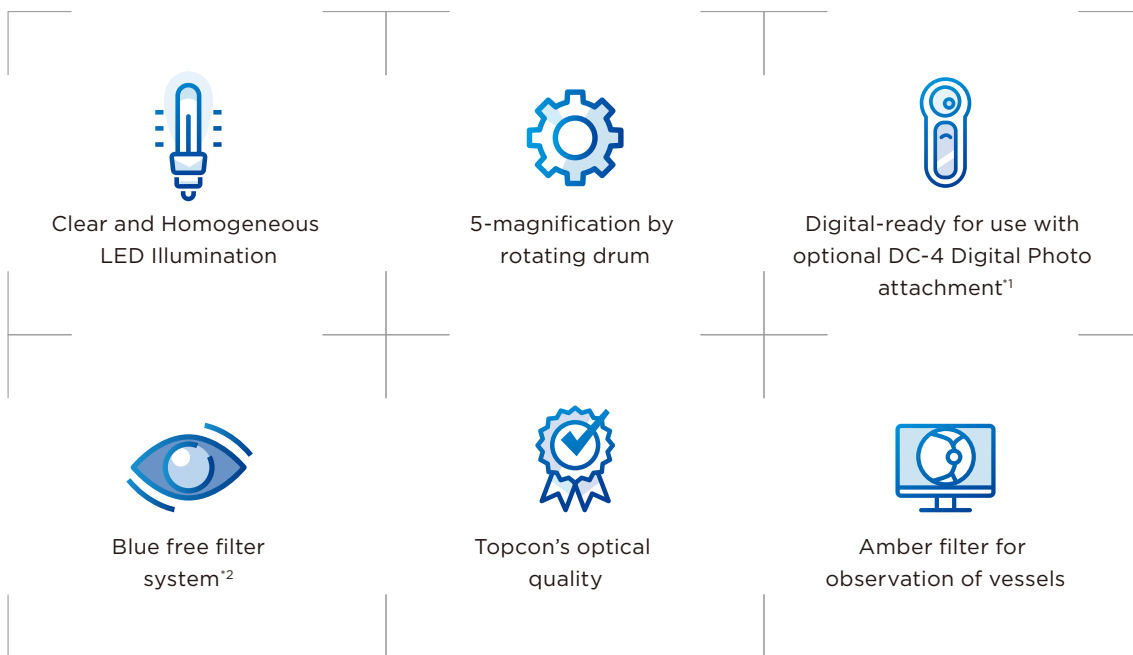 Clear and Homogeneous
LED Illumination
5-magnification by
rotating drum
Digital-ready for use with
optional DC-4 Digital Photo
attachment*1
Blue free filter
system*2
Topcon’s optical
quality
Amber filter for
observation of vessels